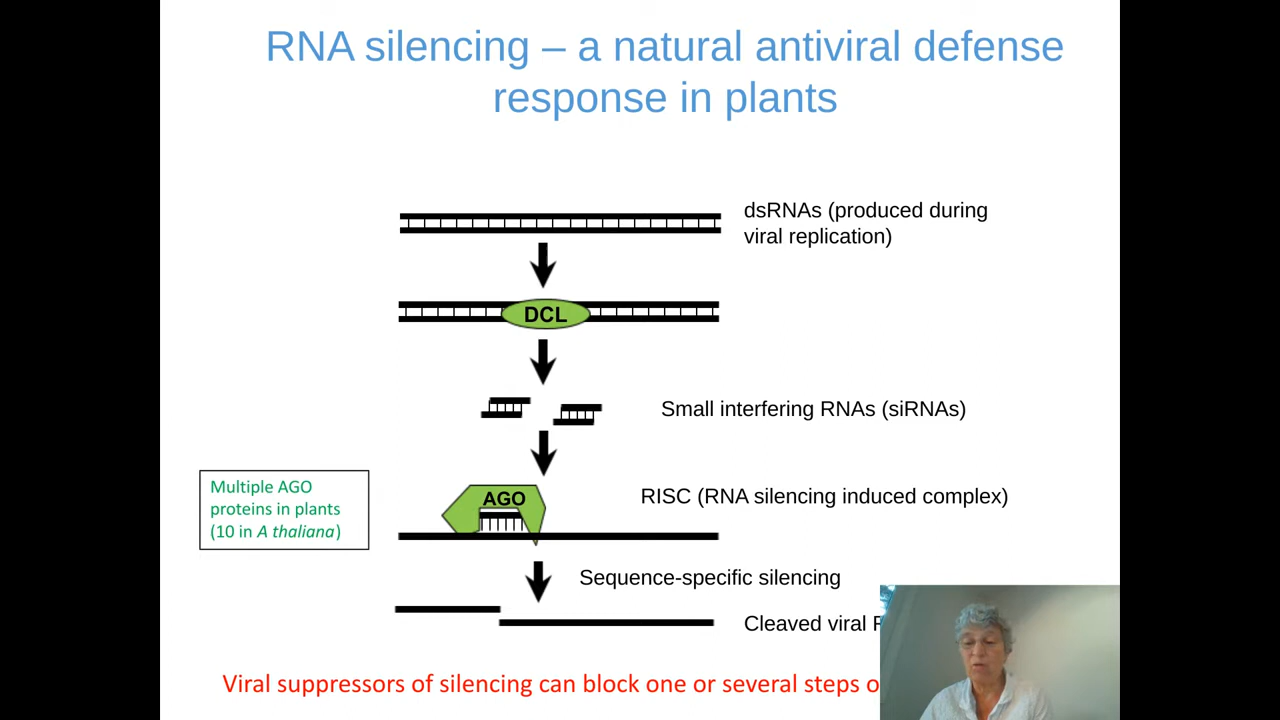 RNA silencing – a natural antiviral defense
response in plants
dsRNAs (produced during
viral replication)
DCL
Small interfering RNAs (siRNAs)
Multiple AGO
proteins in plants
(10 in A thaliana)
AGO
RISC (RNA silencing induced complex)
Sequence-specific silencing
Cleaved viral
Viral suppressors of silencing can block one or several steps